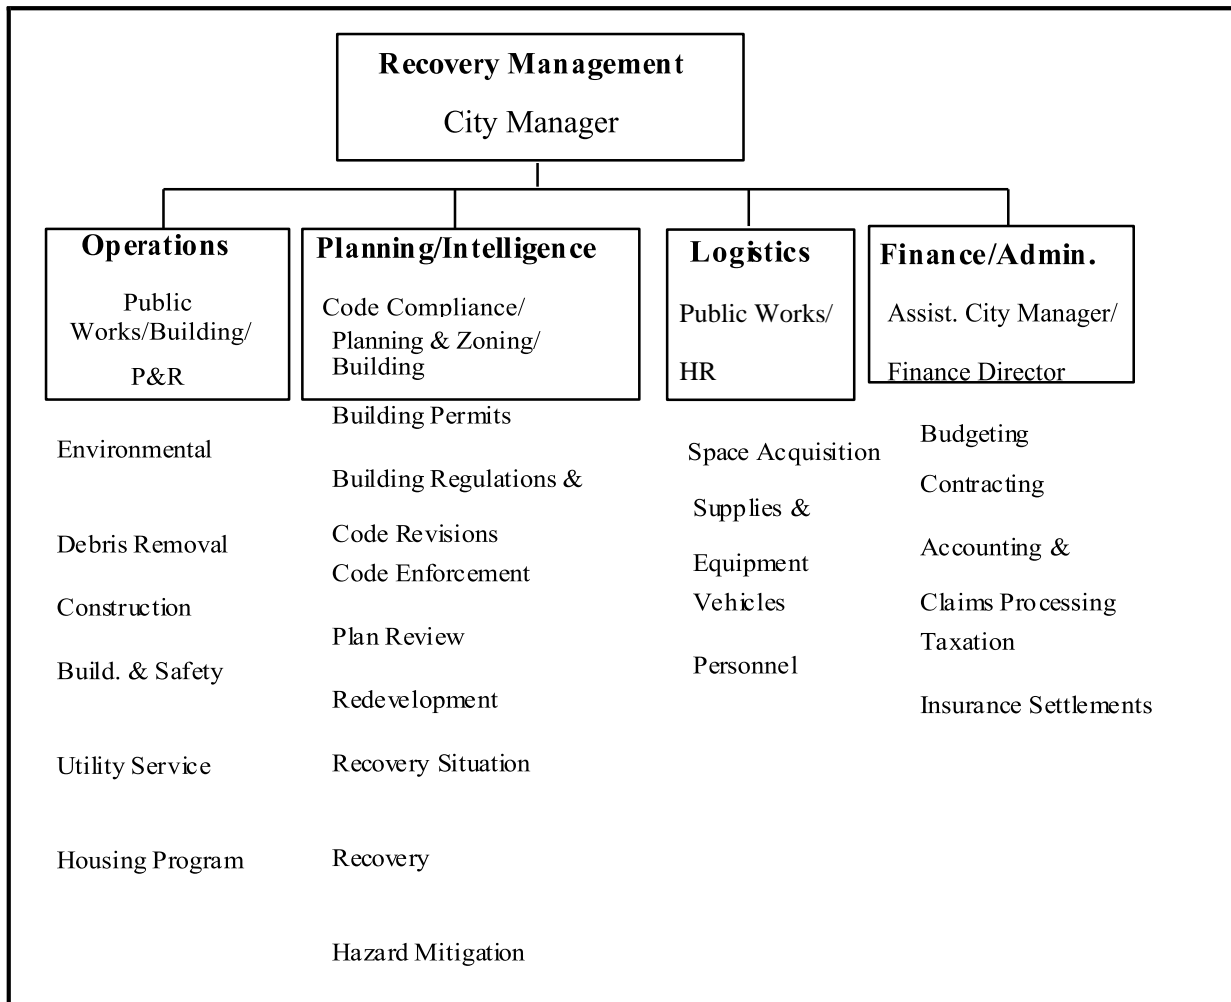 Recovery Management
City Manager
Operations
Public
Works/Building/
P&R
Environmental
Debris Removal
Construction
Build. & Safety
Utility Service
Housing Program
Planning/Intelligence
Code Compliance/
Planning & Zoning/
Building
Building Permits
Building Regulations &
Code Revisions
Code Enforcement
Plan Review
Redevelopment
Recovery Situation
Recovery
Hazard Mitigation
Logistics
Public Works/
HR
Space Acquisition
Supplies &
Equipment
Vehicles
Personnel
Finance/Admin.
Assist. City Manager/
Finance Director
Budgeting
Contracting
Accounting &
Claims Processing
Taxation
Insurance Settlements